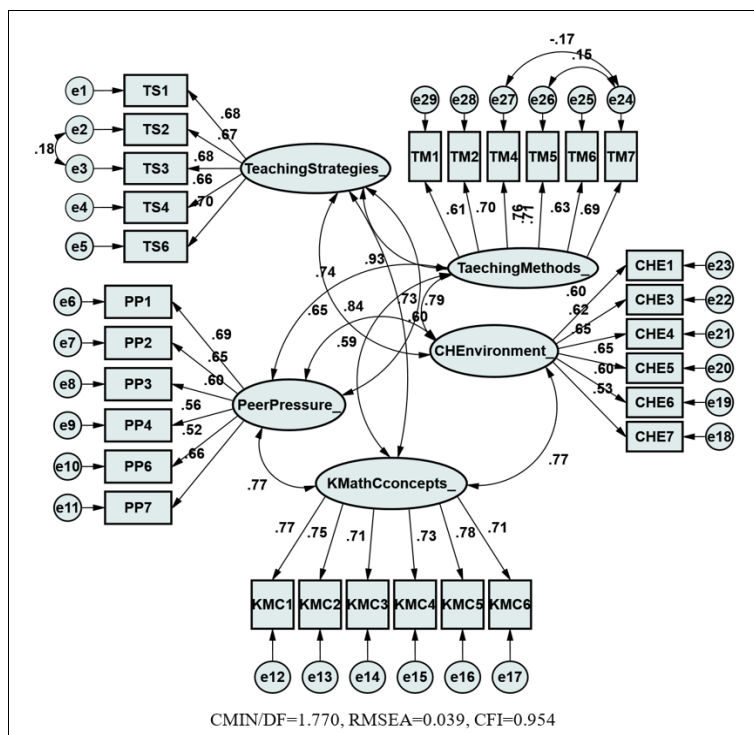 -.17
.15
e29 e28 e27 e26 e25 e24
TM1 TM2 TM4 TM5 TM6 TM7
.61 .70 .76 .71 .63 .69
e1 TS1 .68
e2 TS2 .67
.18
e3 TS3 .68
e4 TS4 .66
e5 TS6 .70
TeachingStrategies_
TaechingMethods_
CHEnvironment_
PeerPressure_
KMathCconcepts_
.74 .93 .84 .73 .79
.65 .60 .59
.77 .77
CHE1 e23 .60
CHE3 e22 .62
CHE4 e21 .65
CHE5 e20 .65
CHE6 e19 .60
CHE7 e18 .53
e6 PP1 .69
e7 PP2 .65
e8 PP3 .60
e9 PP4 .56
e10 PP6 .52
e11 PP7 .66
.77 .75 .71 .73 .78 .71
KMC1 KMC2 KMC3 KMC4 KMC5 KMC6
e12 e13 e14 e15 e16 e17
CMIN/DF=1.770, RMSEA=0.039, CFI=0.954